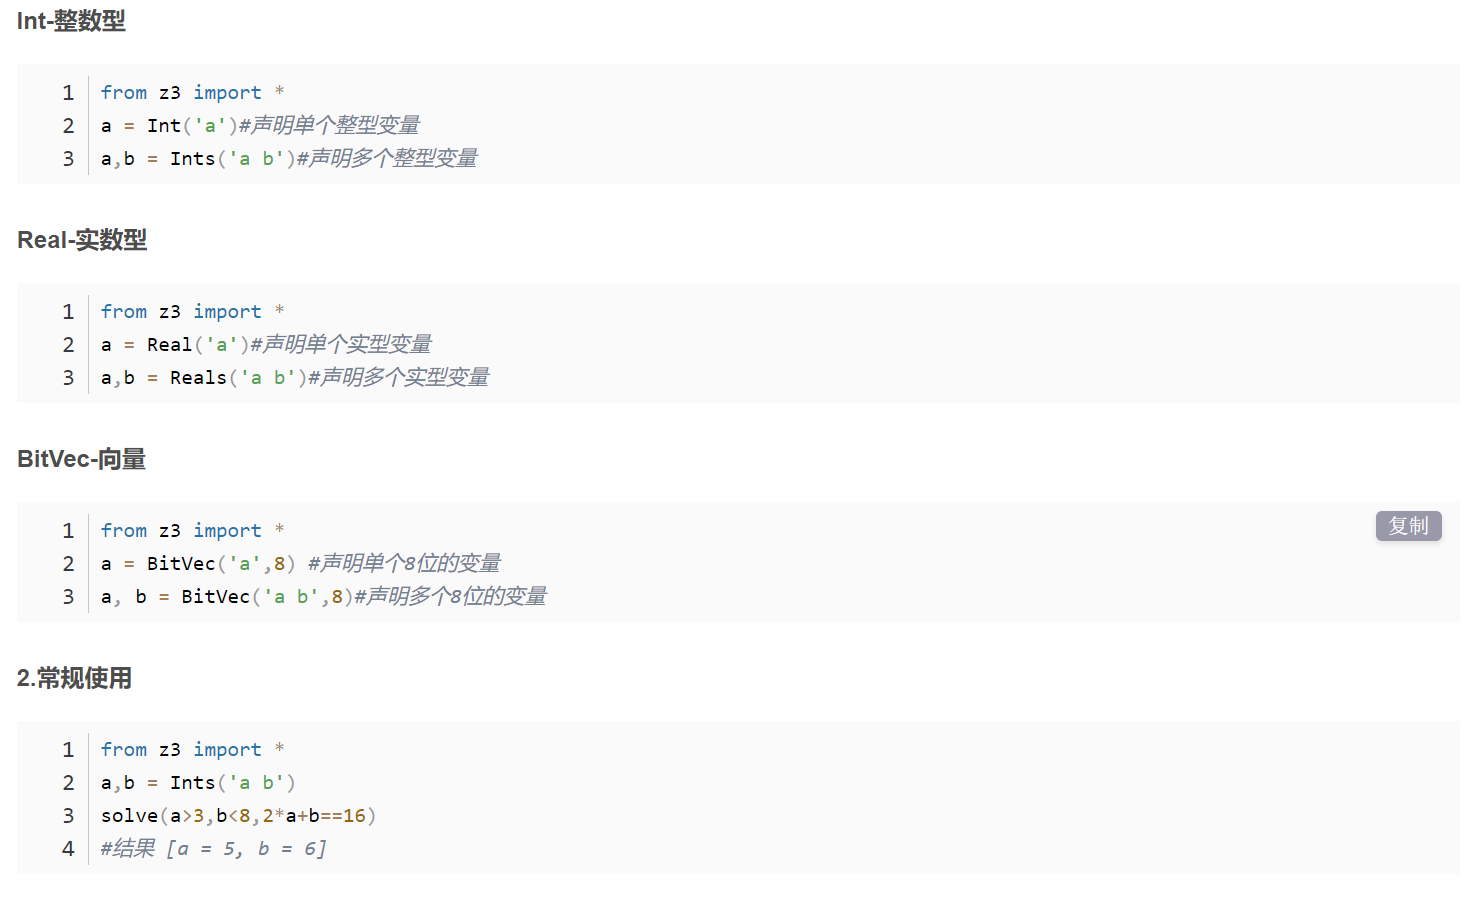 Int-整数型
1 from z3 import *
2 a = Int('a')#声明单个整型变量
3 a,b = Ints('a b')#声明多个整型变量
Real-实数型
1 from z3 import *
2 a = Real('a')#声明单个实型变量
3 a,b = Reals('a b')#声明多个实型变量
BitVec-向量
复制
1 from z3 import *
2 a = BitVec('a',8) #声明单个8位的变量
3 a, b = BitVec('a b',8)#声明多个8位的变量
2.常规使用
1 from z3 import *
2 a,b = Ints('a b')
3 solve(a>3,b<8,2*a+b==16)
4 #结果 [a = 5, b = 6]